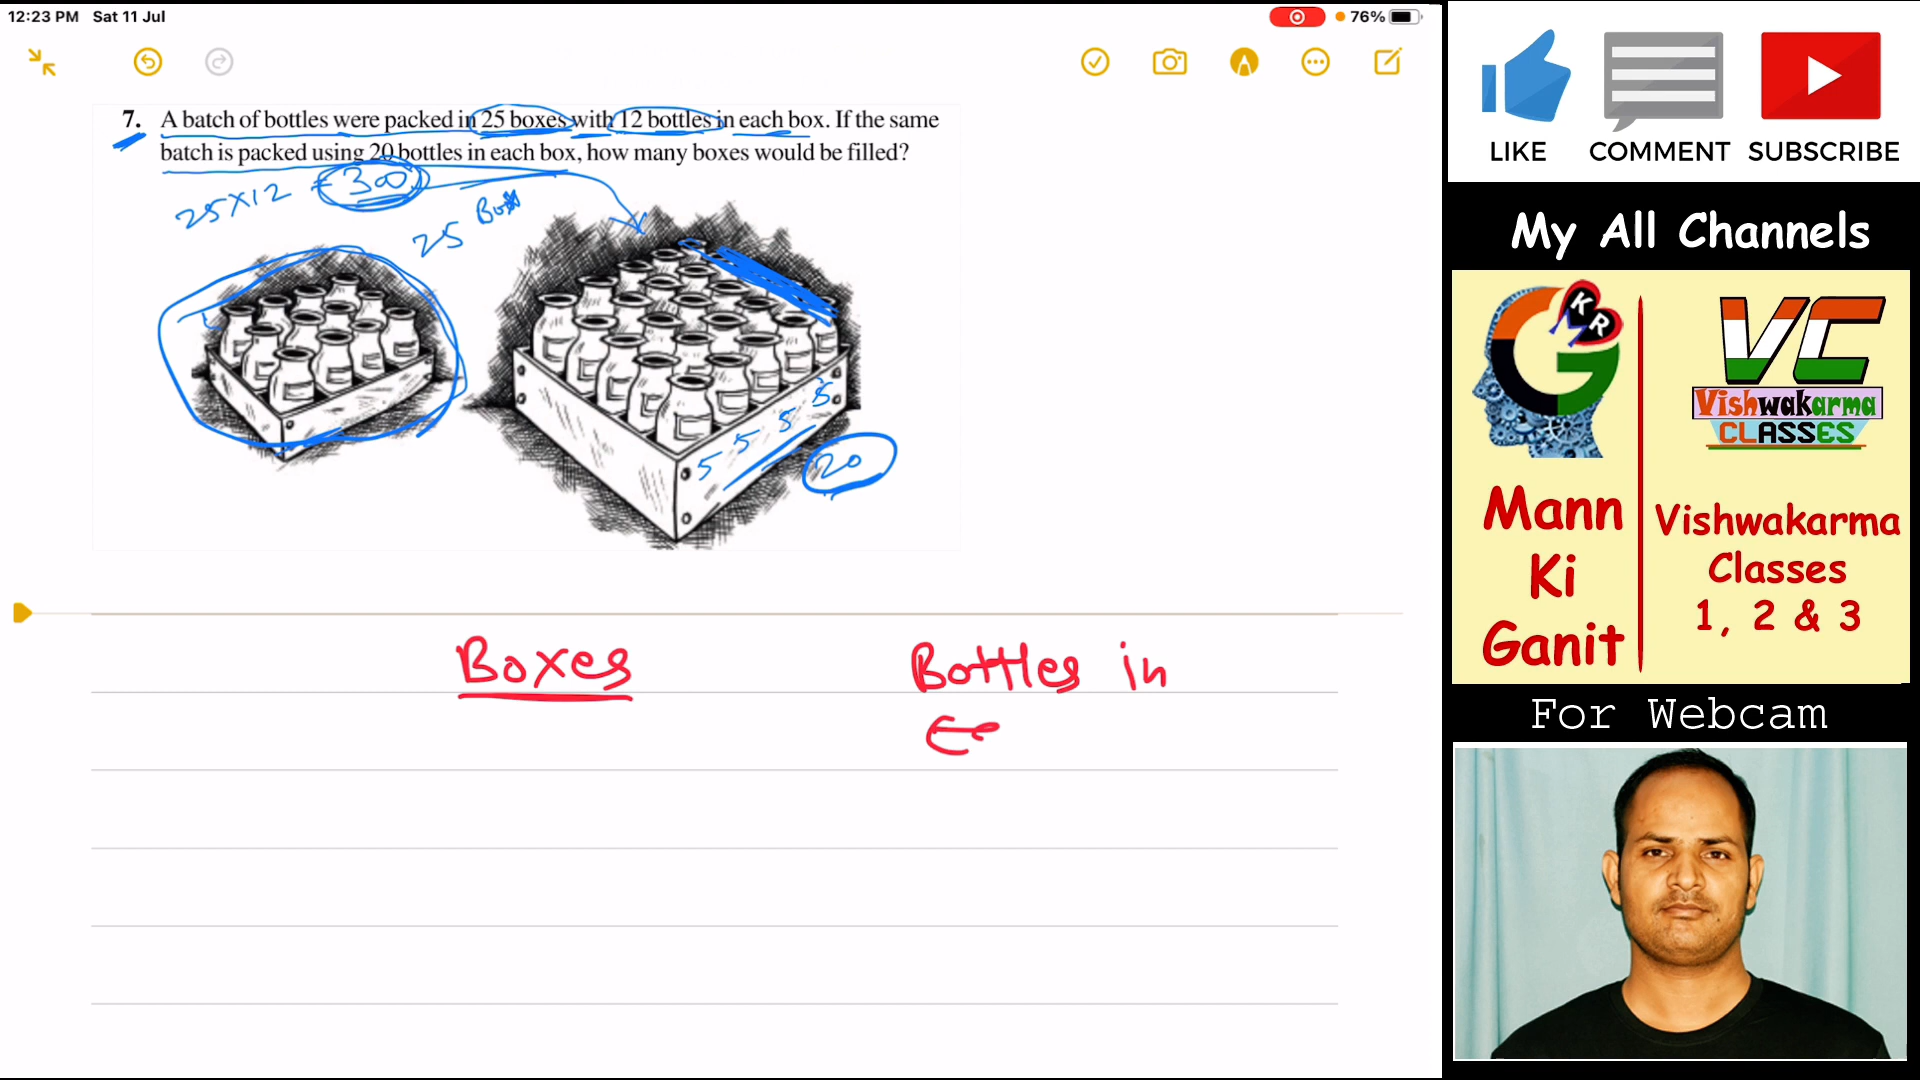 12:23 PM Sat 11 Jul
76%
7. A batch of bottles were packed in 25 boxes with 12 bottles in each box. If the same
batch is packed using 20 bottles in each box, how many boxes would be filled?
25×12 = 300
25 Box
5 5 5 5
20
Boxes
Bottles in
LIKE COMMENT SUBSCRIBE
My All Channels
G
K R
VC
Vishwakarma
CLASSES
Mann
Ki
Ganit
Vishwakarma
Classes
1, 2 & 3
For Webcam